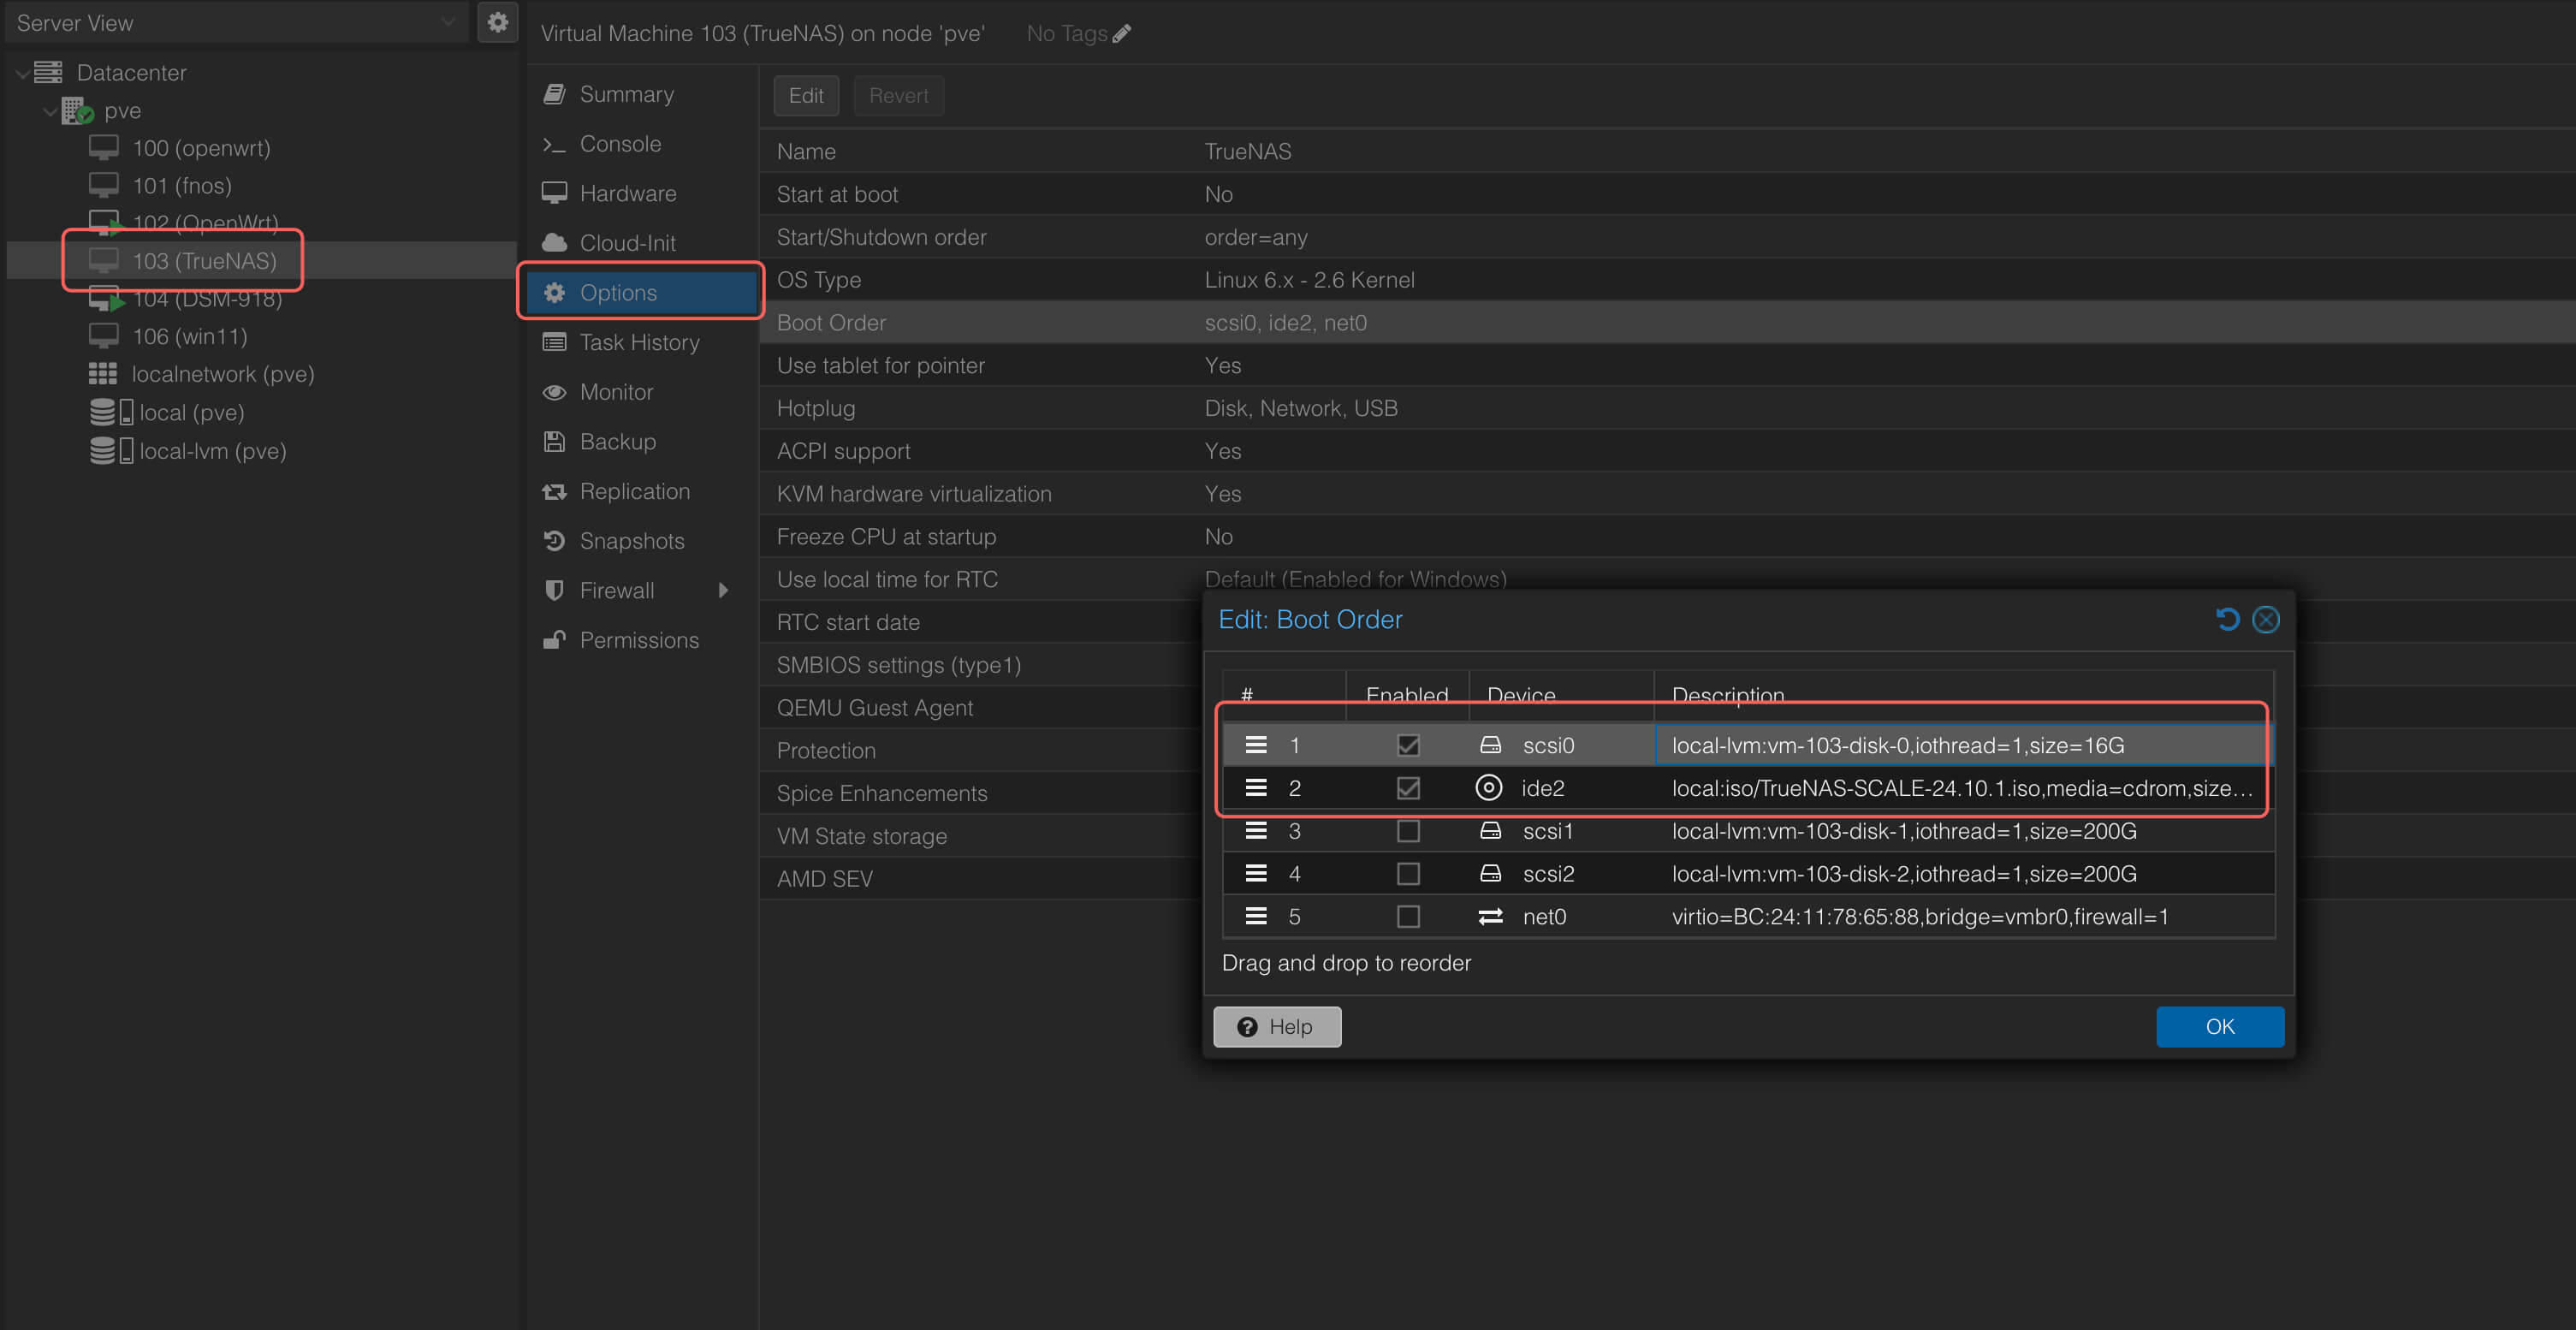 Server View
Datacenter
pve
100 (openwrt)
101 (fnos)
102 (OpenWrt)
103 (TrueNAS)
104 (DSM-918)
106 (win11)
localnetwork (pve)
local (pve)
local-lvm (pve)
Virtual Machine 103 (TrueNAS) on node 'pve' No Tags
Summary
Console
Hardware
Cloud-Init
Options
Task History
Monitor
Backup
Replication
Snapshots
Firewall
Permissions
Edit Revert
Name TrueNAS
Start at boot No
Start/Shutdown order order=any
OS Type Linux 6.x - 2.6 Kernel
Boot Order scsi0, ide2, net0
Use tablet for pointer Yes
Hotplug Disk, Network, USB
ACPI support Yes
KVM hardware virtualization Yes
Freeze CPU at startup No
Use local time for RTC Default (Enabled for Windows)
RTC start date
SMBIOS settings (type1)
QEMU Guest Agent
Protection
Spice Enhancements
VM State storage
AMD SEV
Edit: Boot Order
# Enabled Device Description
1 scsi0 local-lvm:vm-103-disk-0,iothread=1,size=16G
2 ide2 local:iso/TrueNAS-SCALE-24.10.1.iso,media=cdrom,size...
3 scsi1 local-lvm:vm-103-disk-1,iothread=1,size=200G
4 scsi2 local-lvm:vm-103-disk-2,iothread=1,size=200G
5 net0 virtio=BC:24:11:78:65:88,bridge=vmbr0,firewall=1
Drag and drop to reorder
Help OK